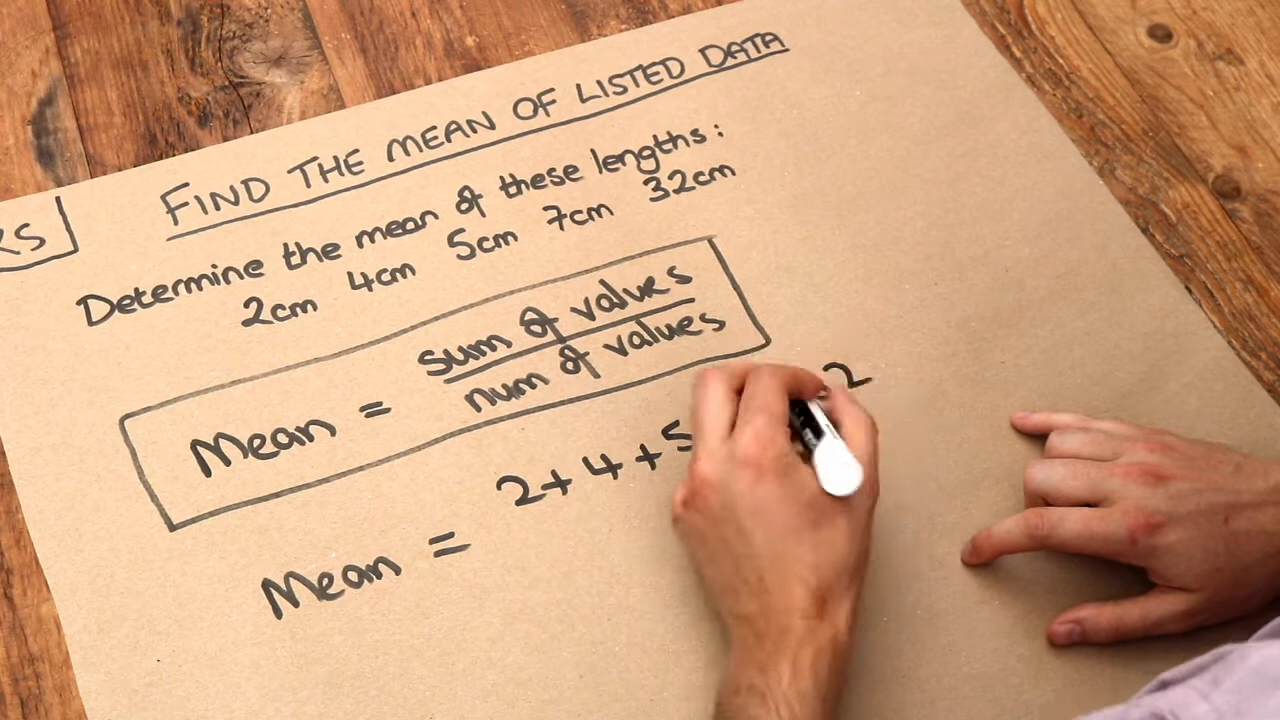 FIND THE MEAN OF LISTED DATA
Determine the mean of these lengths:
2cm 4cm 5cm 7cm 32cm
Mean = sum of values
num of values
Mean = 2+4+5 2